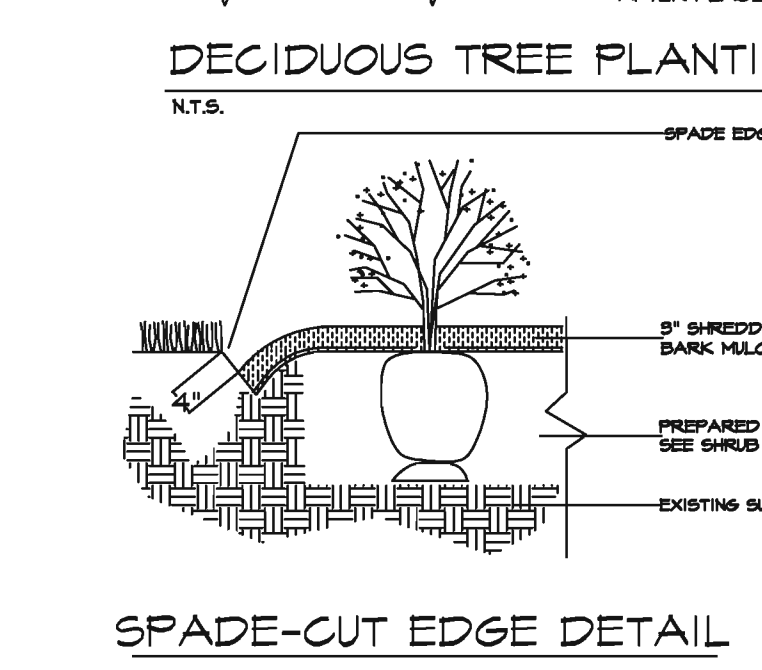 DECIDUOUS TREE PLANTI
N.T.S.
SPADE EDG
3" SHREDD
BARK MULC
4"
PREPARED
SEE SHRUB
EXISTING SU
SPADE-CUT EDGE DETAIL